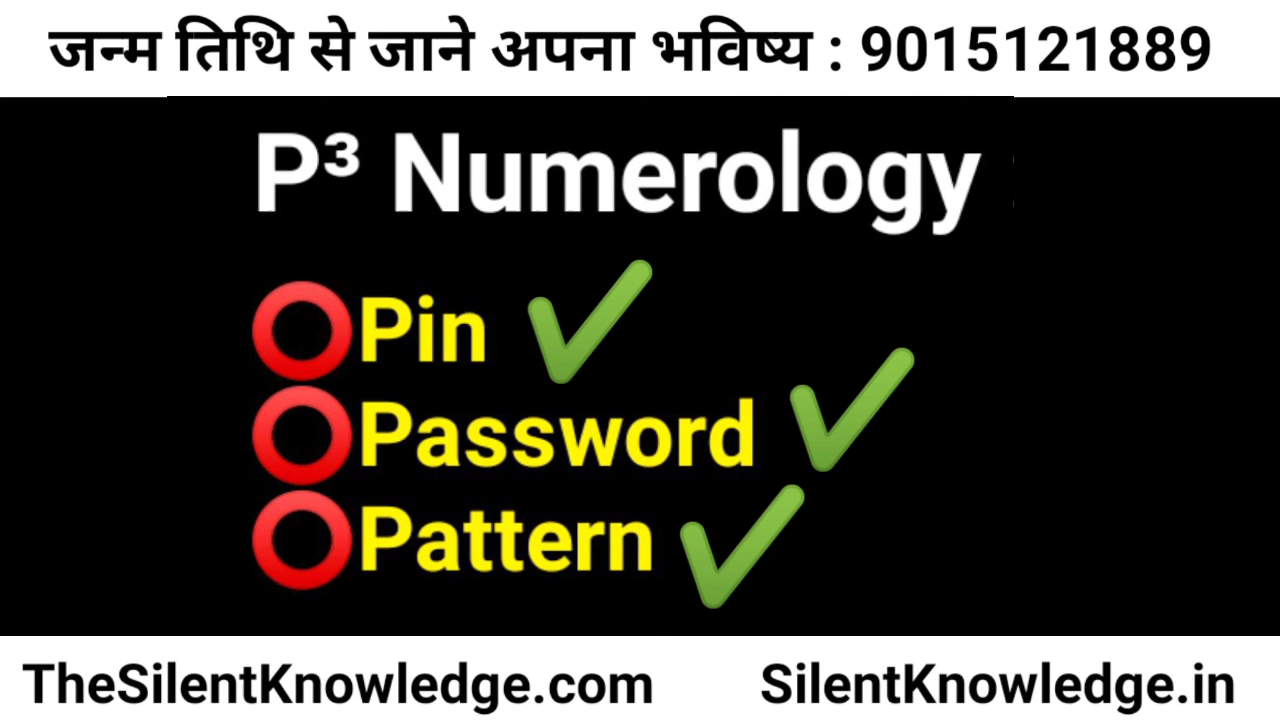 जन्म तिथि से जाने अपना भविष्य : 9015121889
P³ Numerology
⭕Pin ✔
⭕Password ✔
⭕Pattern ✔
TheSilentKnowledge.com SilentKnowledge.in